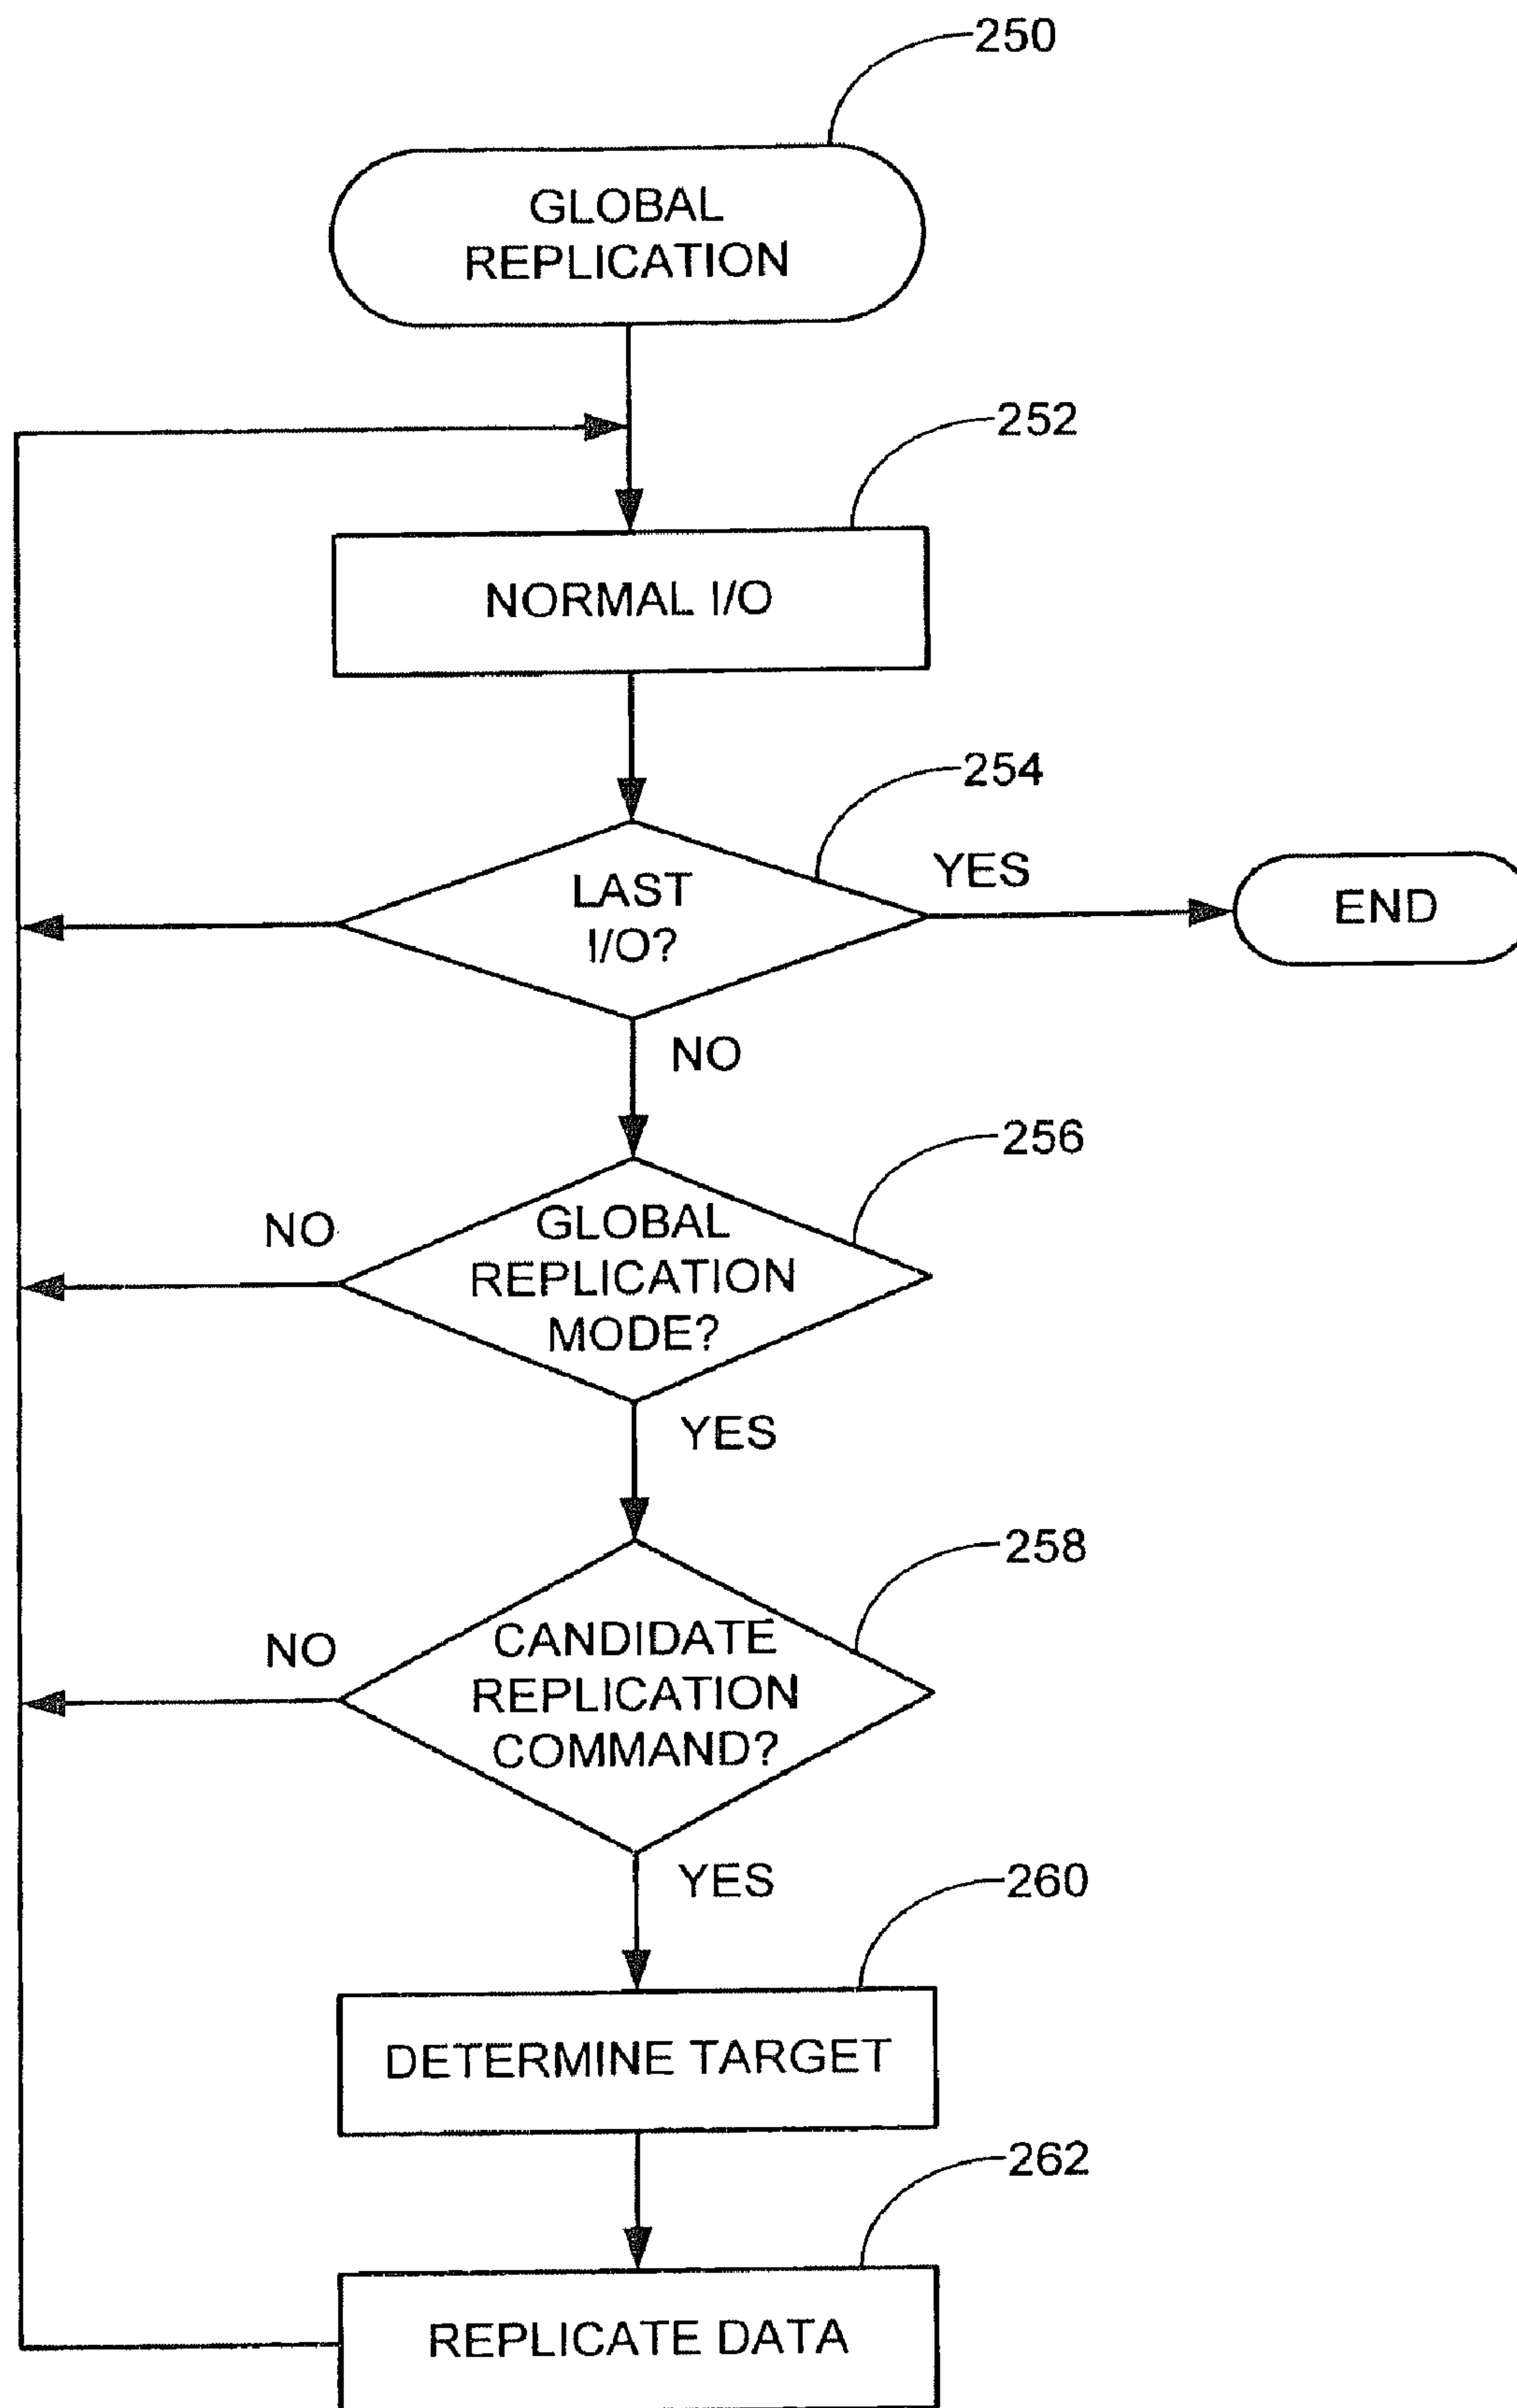 250
GLOBAL
REPLICATION
252
NORMAL I/O
254
LAST
I/O?
YES
END
NO
256
NO
GLOBAL
REPLICATION
MODE?
YES
258
NO
CANDIDATE
REPLICATION
COMMAND?
YES
260
DETERMINE TARGET
262
REPLICATE DATA